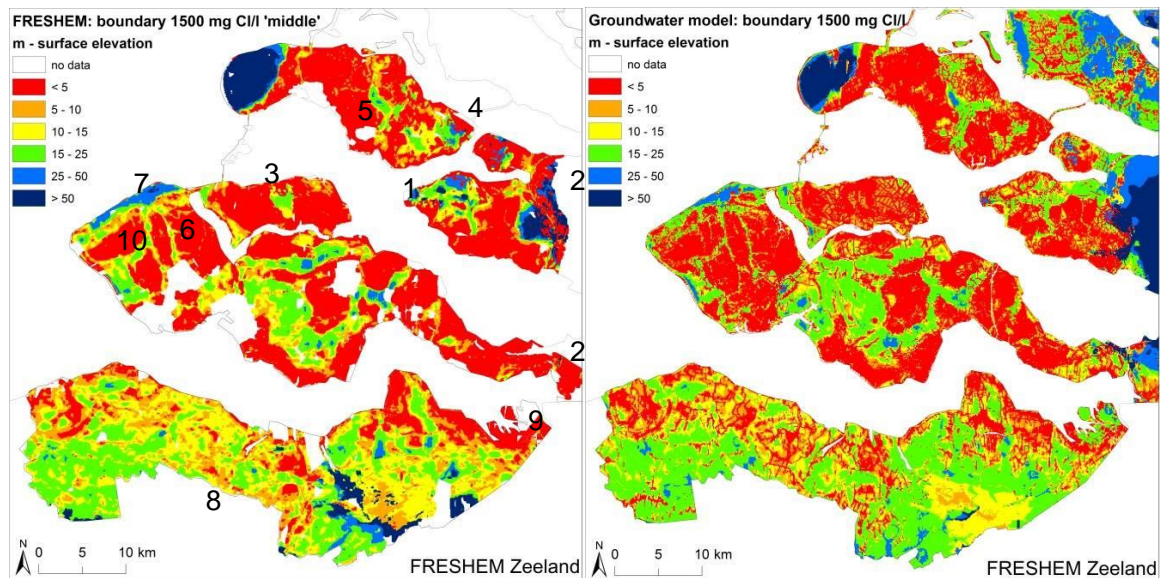 FRESHEM: boundary 1500 mg Cl/l 'middle'
m - surface elevation
no data
< 5
5 - 10
10 - 15
15 - 25
25 - 50
> 50
5
4
3
1
2
7
6
10
2
9
8
N
0 5 10 km
FRESHEM Zeeland
Groundwater model: boundary 1500 mg Cl/l
m - surface elevation
no data
< 5
5 - 10
10 - 15
15 - 25
25 - 50
> 50
N
0 5 10 km
FRESHEM Zeeland